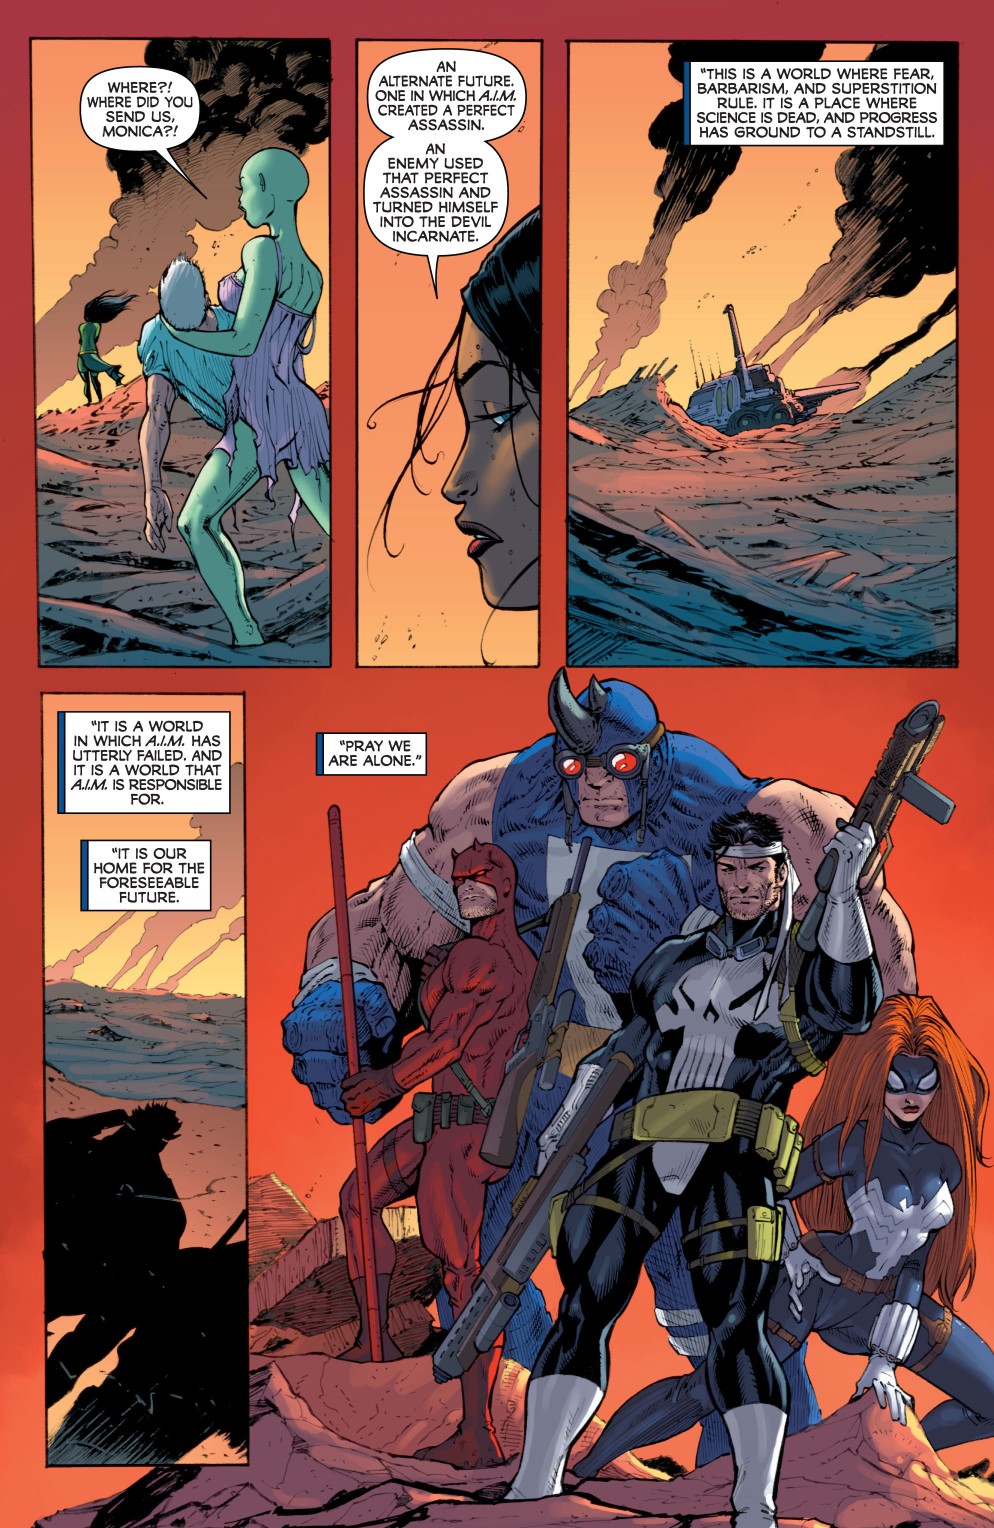 WHERE?!
WHERE DID YOU
SEND US,
MONICA?!
AN
ALTERNATE FUTURE.
ONE IN WHICH A.I.M.
CREATED A PERFECT
ASSASSIN.
AN
ENEMY USED
THAT PERFECT
ASSASSIN AND
TURNED HIMSELF
INTO THE DEVIL
INCARNATE.
"THIS IS A WORLD WHERE FEAR,
BARBARISM, AND SUPERSTITION
RULE. IT IS A PLACE WHERE
SCIENCE IS DEAD, AND PROGRESS
HAS GROUND TO A STANDSTILL.
"IT IS A WORLD
IN WHICH A.I.M. HAS
UTTERLY FAILED. AND
IT IS A WORLD THAT
A.I.M. IS RESPONSIBLE
FOR.
"IT IS OUR
HOME FOR THE
FORESEEABLE
FUTURE.
"PRAY WE
ARE ALONE."